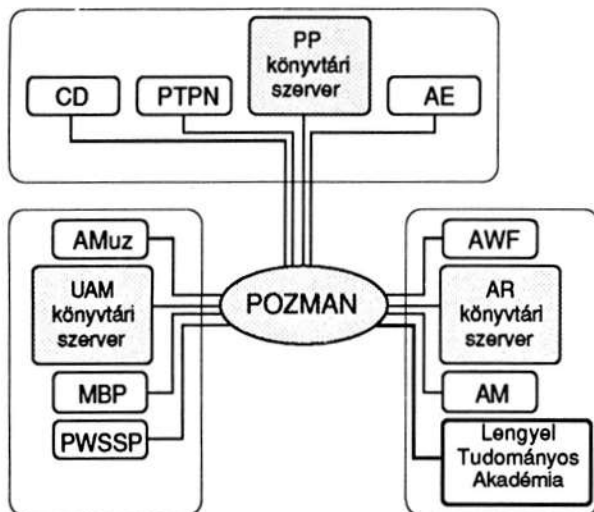 PP
könyvtári
szerver
CD
PTPN
AE
AMuz
UAM
könyvtári
szerver
MBP
PWSSP
POZMAN
AWF
AR
könyvtári
szerver
AM
Lengyel
Tudományos
Akadémia